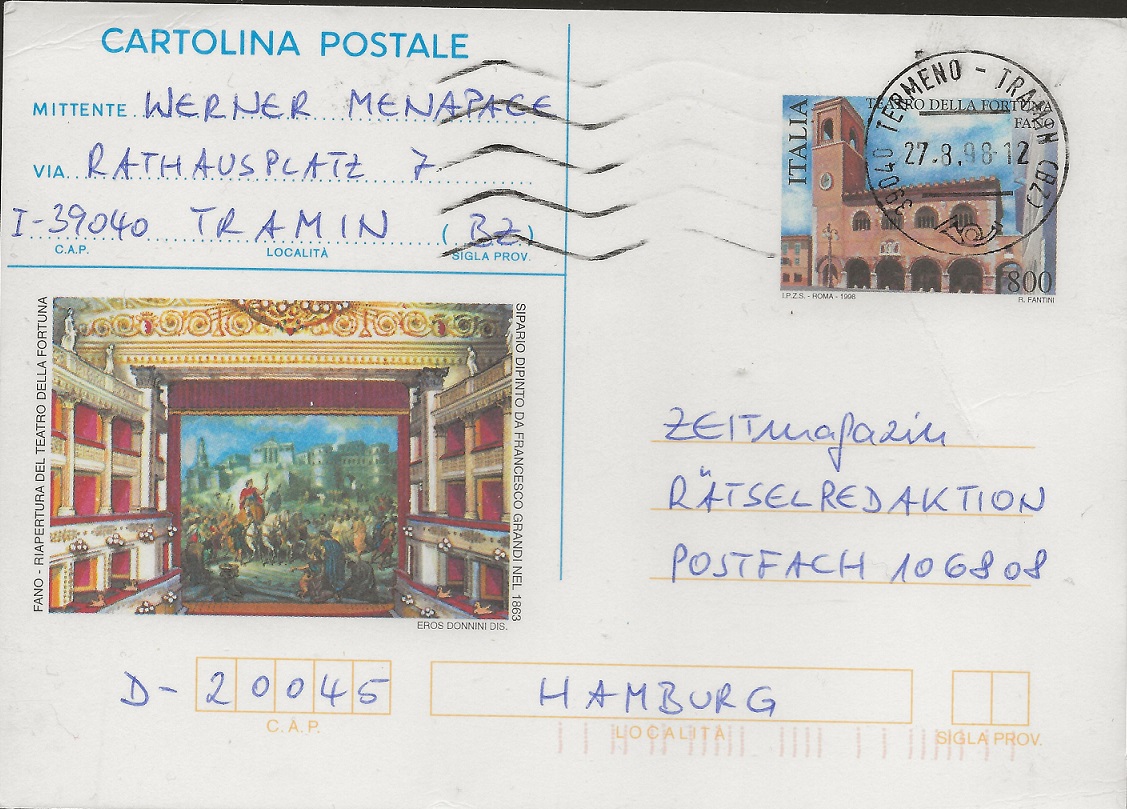 CARTOLINA POSTALE
MITTENTE WERNER MENAPACE
VIA RATHAUSPLATZ 7
I-39040 TRAMIN (BZ)
C.A.P. LOCALITÀ SIGLA PROV.
ITALIA
TEATRO DELLA FORTUNA
FANO
800
I.P.Z.S. - ROMA - 1998 R. FANTINI
39040 TERMENO - TRAMIN (BZ)
27.8.98-12
FANO - RIAPERTURA DEL TEATRO DELLA FORTUNA
SIPARIO DIPINTO DA FRANCESCO GRANDI NEL 1863
EROS DONNINI DIS.
ZEITmagazin
RÄTSELREDAKTION
POSTFACH 106808
D- 20045 HAMBURG
C.A.P. LOCALITÀ SIGLA PROV.